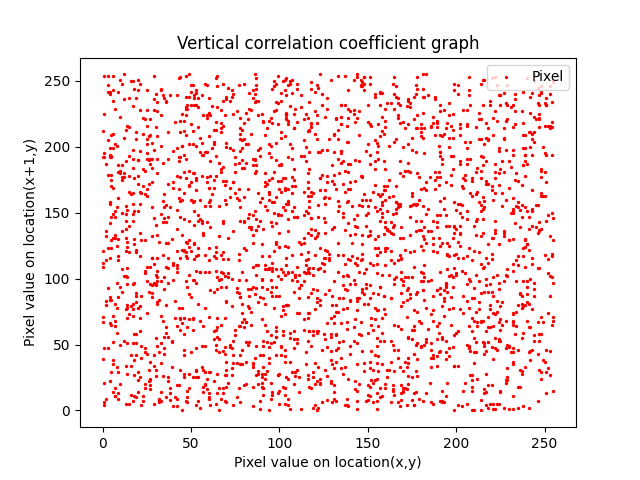 Vertical correlation coefficient graph
Pixel
250
200
150
100
50
0
Pixel value on location(x+1,y)
0 50 100 150 200 250
Pixel value on location(x,y)